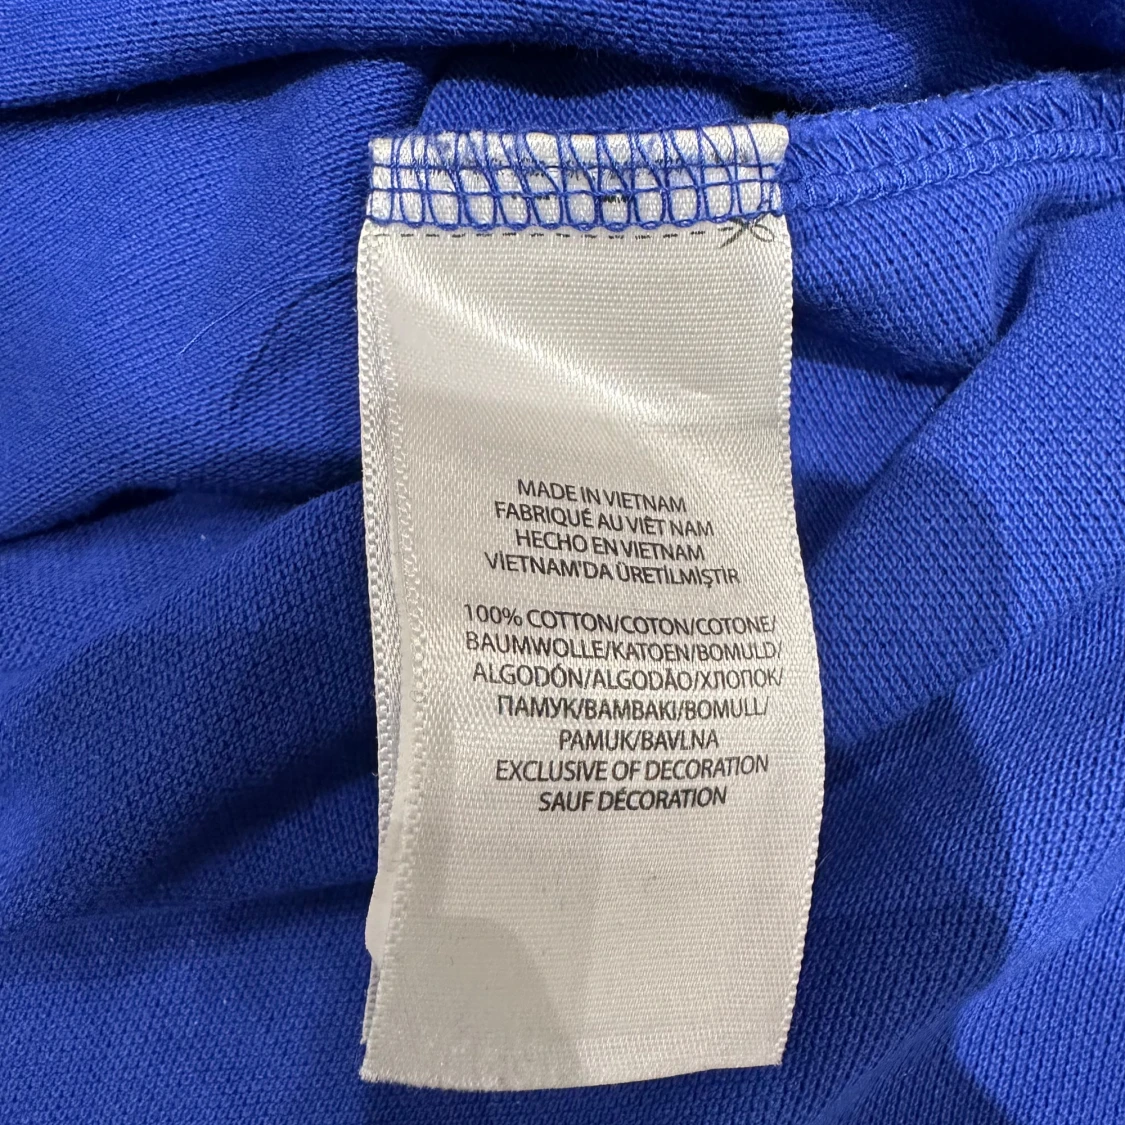 MADE IN VIETNAM
FABRIQUÉ AU VIÊT NAM
HECHO EN VIETNAM
VİETNAM'DA ÜRETİLMİŞTİR
100% COTTON/COTON/COTONE/
BAUMWOLLE/KATOEN/BOMULD/
ALGODÓN/ALGODÃO/ХЛОПОК/
ПАМУК/ΒΑΜΒΑΚΙ/BOMULL/
PAMUK/BAVLNA
EXCLUSIVE OF DECORATION
SAUF DÉCORATION